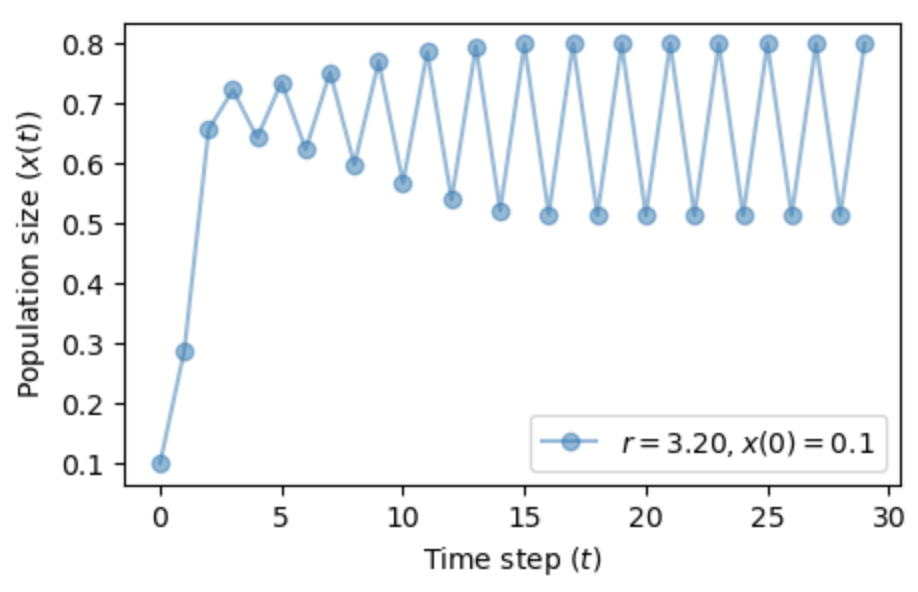 0.8
0.7
0.6
0.5
0.4
0.3
0.2
0.1
Population size (x(t))
r = 3.20, x(0) = 0.1
0 5 10 15 20 25 30
Time step (t)